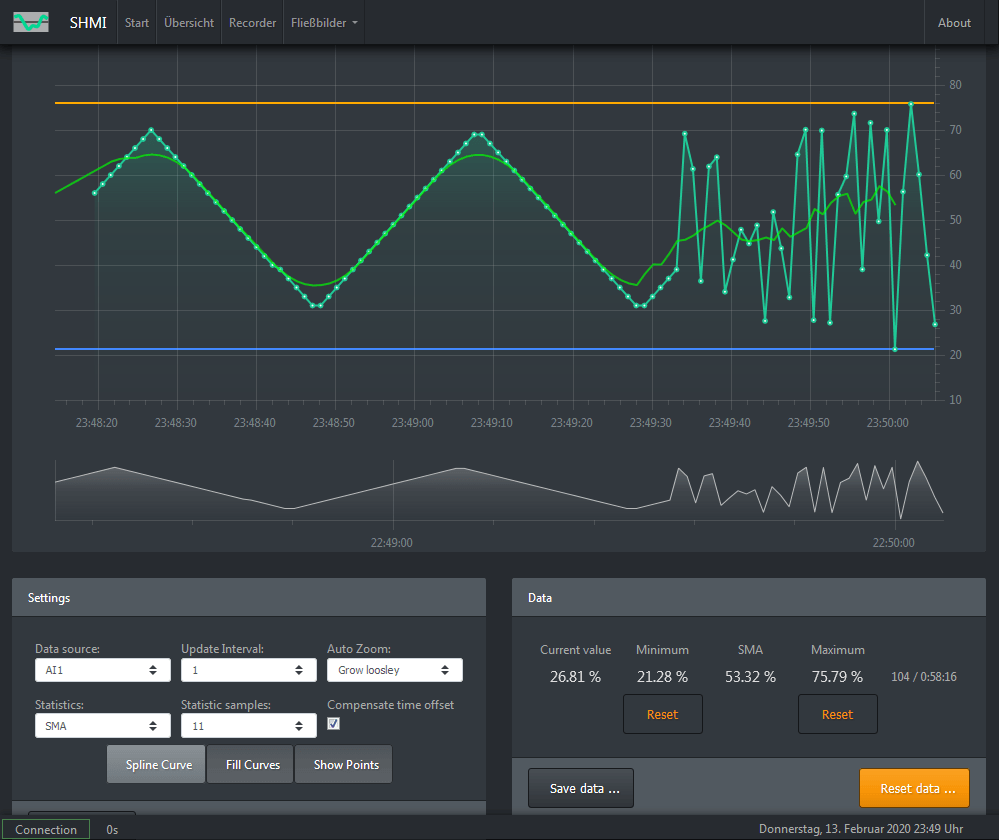 SHMI Start Übersicht Recorder Fließbilder About
80
70
60
50
40
30
20
10
23:48:20 23:48:30 23:48:40 23:48:50 23:49:00 23:49:10 23:49:20 23:49:30 23:49:40 23:49:50 23:50:00
22:49:00 22:50:00
Settings
Data source: Update Interval: Auto Zoom:
AI1 1 Grow loosley
Statistics: Statistic samples: Compensate time offset
SMA 11
Spline Curve Fill Curves Show Points
Data
Current value Minimum SMA Maximum
26.81 % 21.28 % 53.32 % 75.79 % 104 / 0:58:16
Reset Reset
Save data ... Reset data ...
Connection 0s Donnerstag, 13. Februar 2020 23:49 Uhr